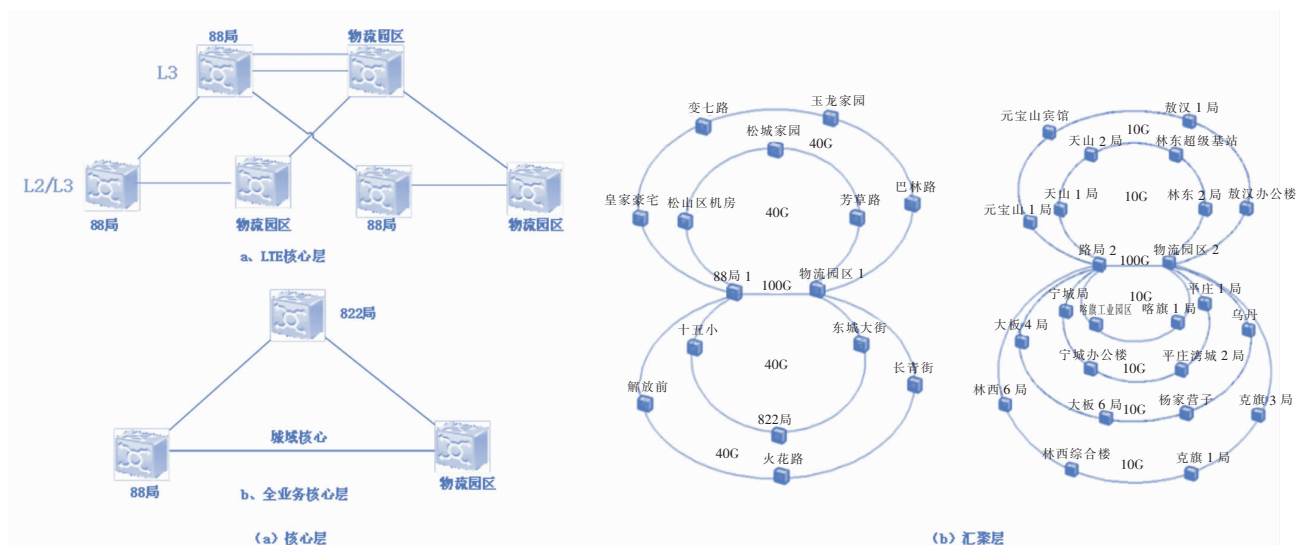 88局
物流园区
L3
L2/L3
88局
物流园区
88局
物流园区
a、LTE核心层
822局
城域核心
88局
物流园区
b、全业务核心层
(a) 核心层
变七路
玉龙家园
松城家园
40G
皇家豪宅
松山区机房
芳草路
巴林路
40G
88局 1
物流园区 1
100G
十五小
东城大街
40G
解放前
长青街
822局
40G
火花路
元宝山宾馆
敖汉 1 局
10G
天山 2 局
林东超级基站
天山 1 局
10G
林东 2 局
敖汉办公楼
元宝山 1 局
路局 2
物流园区 2
100G
宁城局
10G
平庄 1 局
喀旗工业园区
喀旗 1 局
乌丹
大板 4 局
宁城办公楼
10G
平庄湾城 2 局
林西 6 局
大板 6 局
10G
杨家营子
克旗 3 局
林西综合楼
10G
克旗 1 局
(b) 汇聚层